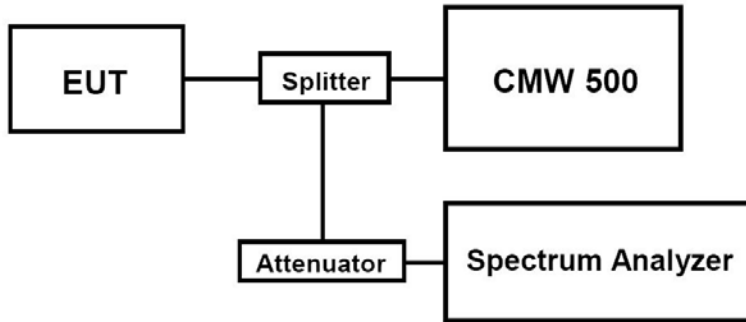 EUT
Splitter
CMW 500
Attenuator
Spectrum Analyzer